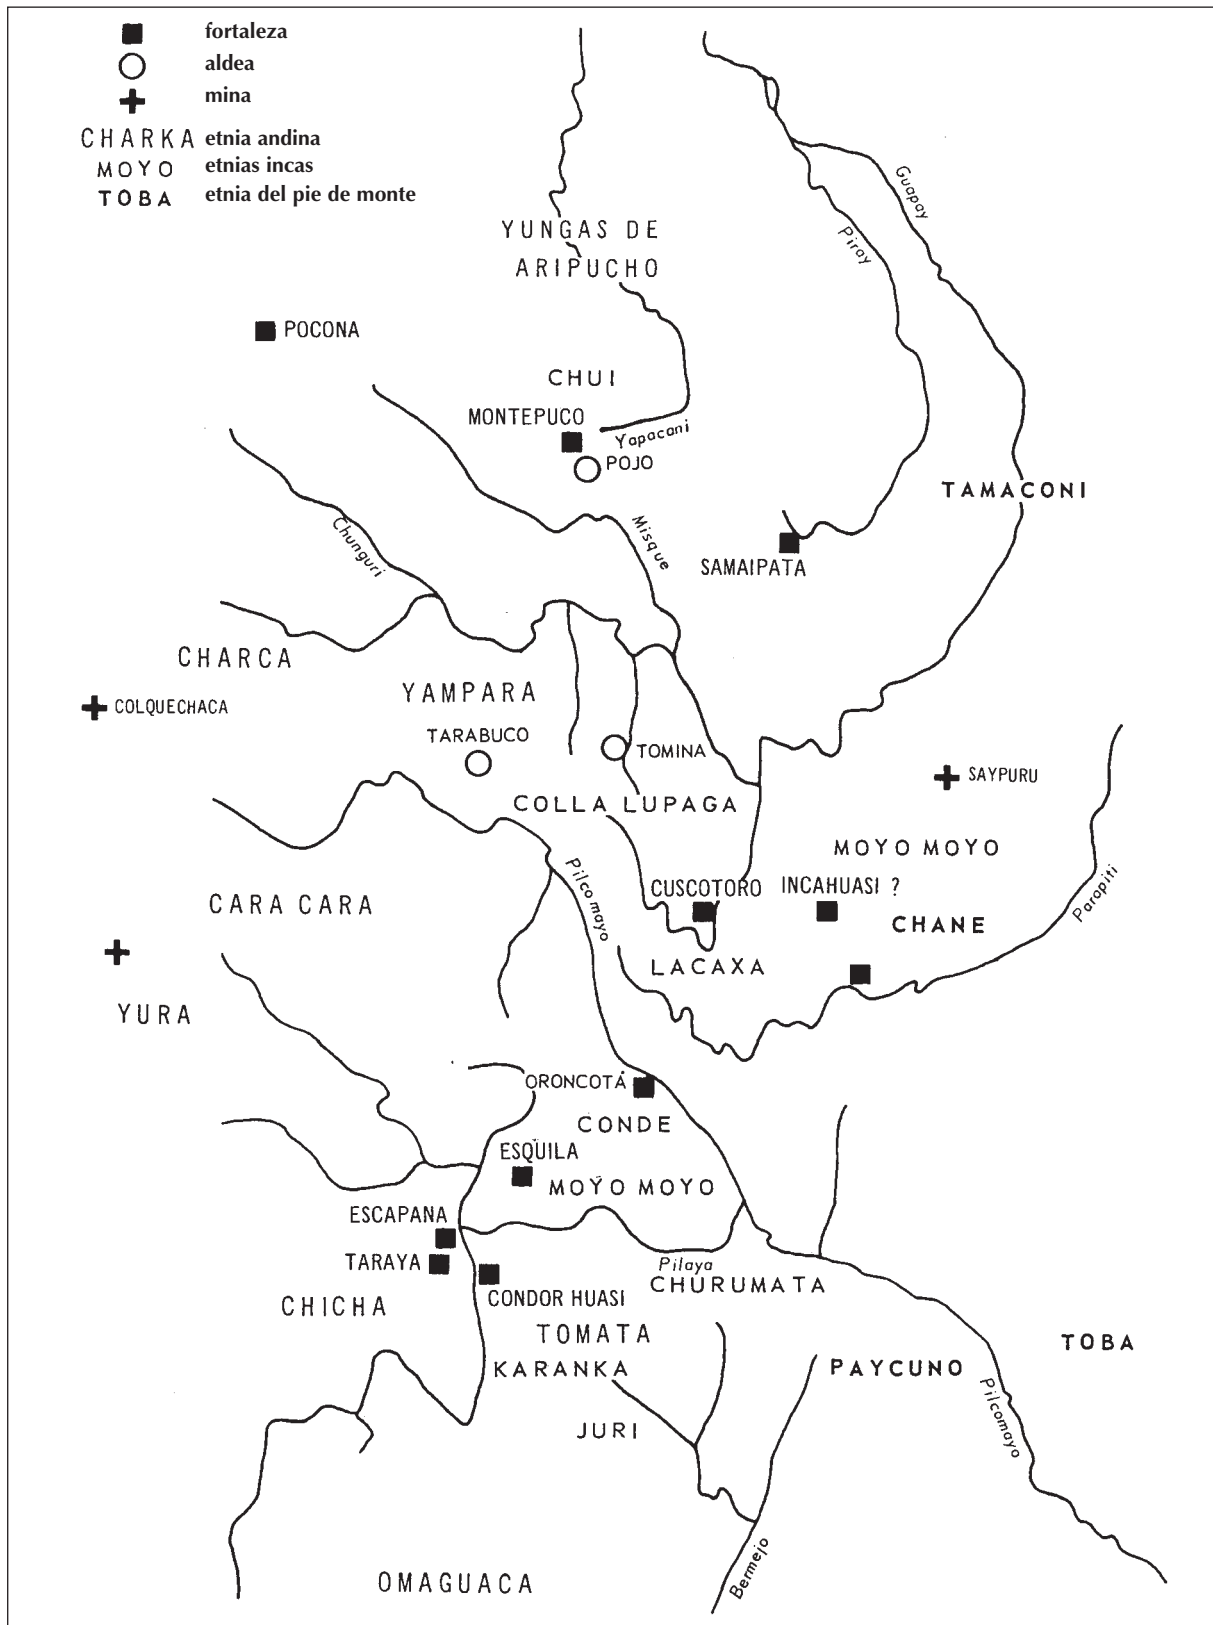 fortaleza
aldea
mina
CHARKA etnia andina
MOYO etnias incas
TOBA etnia del pie de monte
Guapay
Piray
YUNGAS DE
ARIPUCHO
POCONA
CHUI
MONTEPUCO
Yapacani
POJO
TAMACONI
Misque
Chunguri
SAMAIPATA
CHARCA
YAMPARA
COLQUECHACA
TARABUCO
TOMINA
SAYPURU
COLLA LUPAGA
MOYO MOYO
Pilcomayo
Parapiti
CUSCOTORO
INCAHUASI ?
CARA CARA
CHANE
LACAXA
YURA
ORONCOTÁ
CONDE
ESQUILA
MOYO MOYO
ESCAPANA
TARAYA
Pilaya
CHURUMATA
CONDOR HUASI
CHICHA
TOMATA
TOBA
KARANKA
PAYCUNO
Pilcomayo
JURI
Bermejo
OMAGUACA